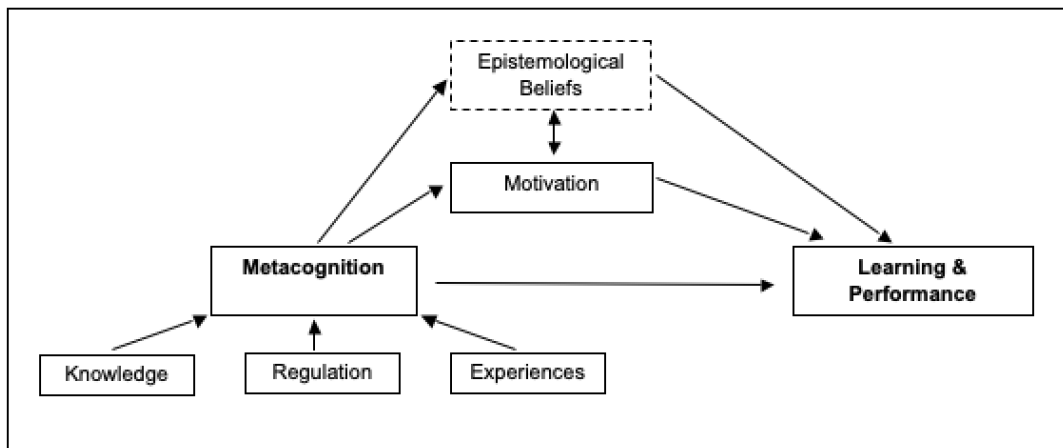 Epistemological
Beliefs
Motivation
Metacognition
Learning &
Performance
Knowledge
Regulation
Experiences